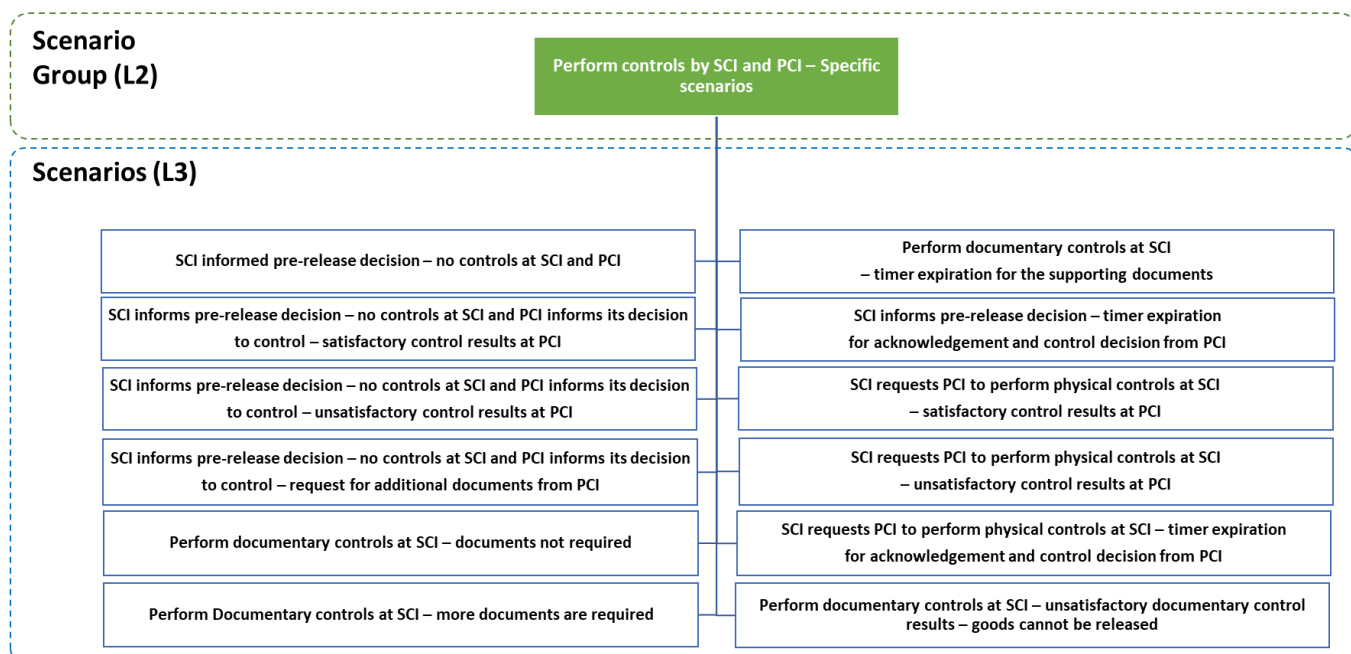 Scenario
Group (L2)
Perform controls by SCI and PCI – Specific
scenarios
Scenarios (L3)
SCI informed pre-release decision – no controls at SCI and PCI
SCI informs pre-release decision – no controls at SCI and PCI informs its decision
to control – satisfactory control results at PCI
SCI informs pre-release decision – no controls at SCI and PCI informs its decision
to control – unsatisfactory control results at PCI
SCI informs pre-release decision – no controls at SCI and PCI informs its decision
to control – request for additional documents from PCI
Perform documentary controls at SCI – documents not required
Perform Documentary controls at SCI – more documents are required
Perform documentary controls at SCI
– timer expiration for the supporting documents
SCI informs pre-release decision – timer expiration
for acknowledgement and control decision from PCI
SCI requests PCI to perform physical controls at SCI
– satisfactory control results at PCI
SCI requests PCI to perform physical controls at SCI
– unsatisfactory control results at PCI
SCI requests PCI to perform physical controls at SCI – timer expiration
for acknowledgement and control decision from PCI
Perform documentary controls at SCI – unsatisfactory documentary control
results – goods cannot be released